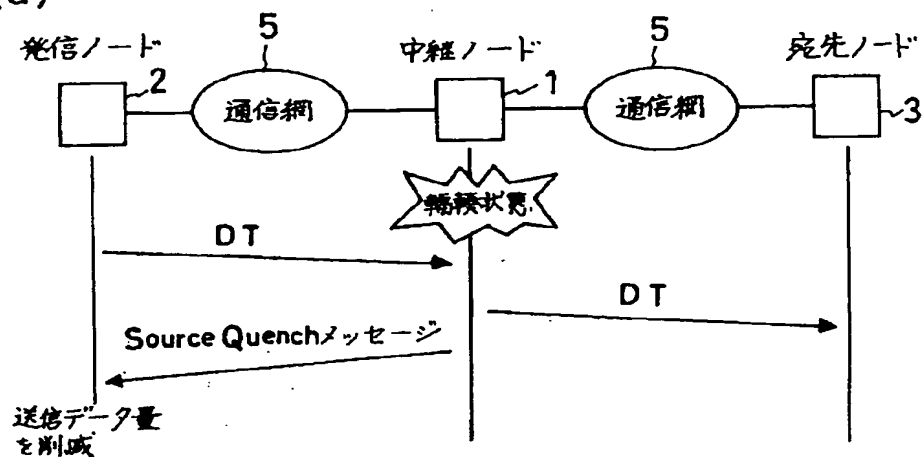 (a)
5
5
発信ノード
中継ノード
宛先ノード
2
1
3
通信網
通信網
輻輳状態
DT
DT
Source Quenchメッセージ
送信データ量
を削減